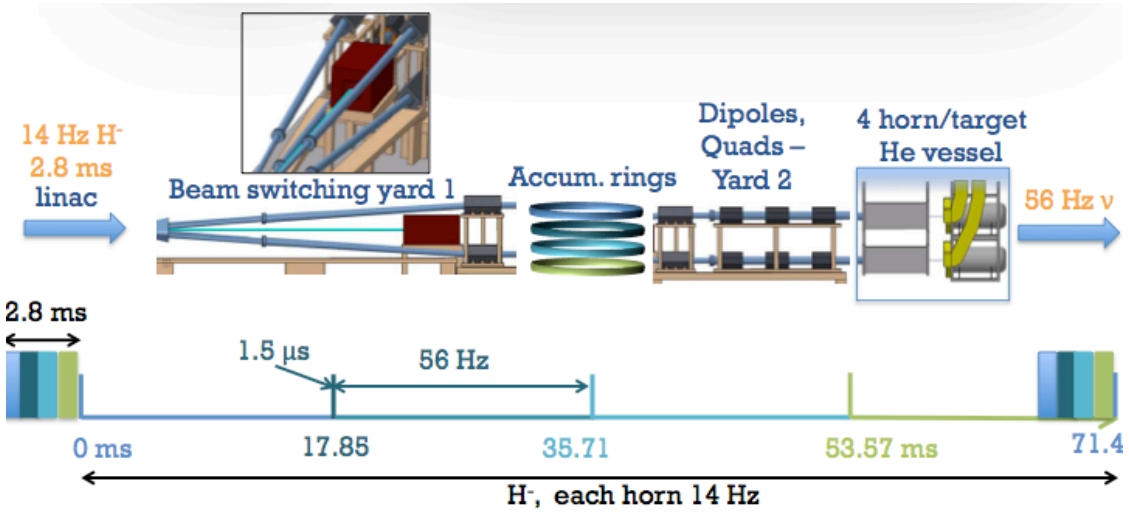 14 Hz H-
2.8 ms
linac
Beam switching yard 1
Accum. rings
Dipoles,
Quads –
Yard 2
4 horn/target
He vessel
56 Hz ν
2.8 ms
1.5 μs
56 Hz
0 ms
17.85
35.71
53.57 ms
71.4
H-, each horn 14 Hz